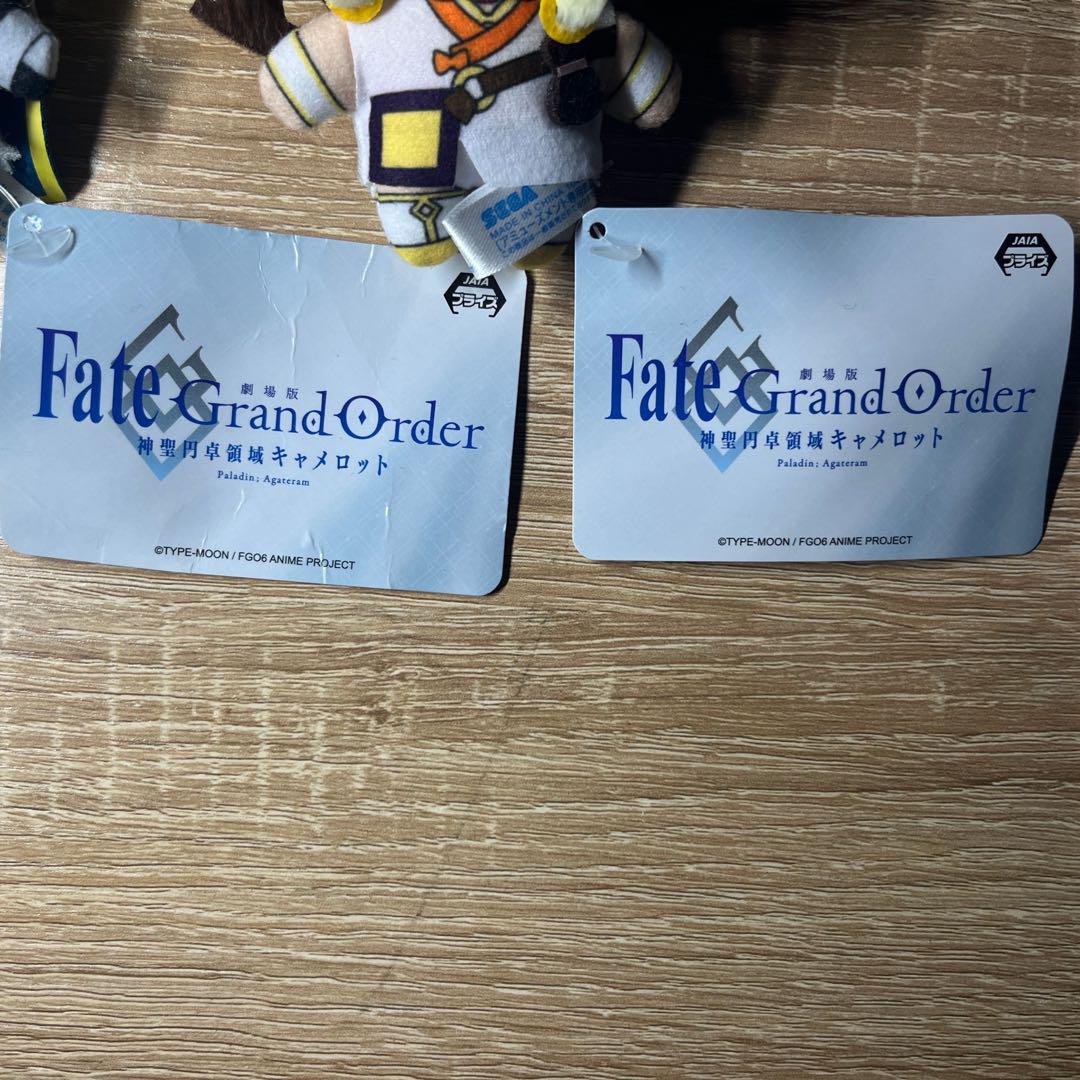 SEGA
MADE IN CHINA
JAIA
プライズ
劇場版
Fate Grand Order
神聖円卓領域キャメロット
Paladin; Agateram
©TYPE-MOON / FGO6 ANIME PROJECT
JAIA
プライズ
劇場版
Fate Grand Order
神聖円卓領域キャメロット
Paladin; Agateram
©TYPE-MOON / FGO6 ANIME PROJECT